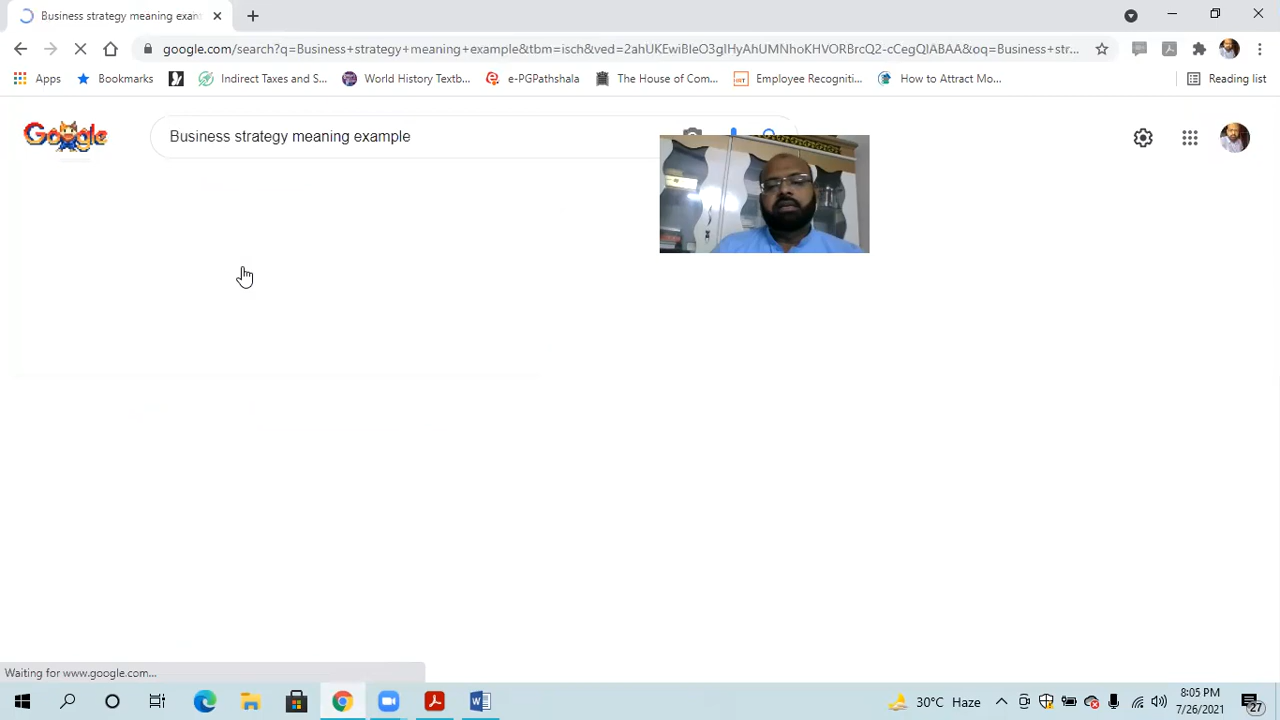 Business strategy meaning exam
google.com/search?q=Business+strategy+meaning+example&tbm=isch&ved=2ahUKEwiBleO3gIHyAhUMNhoKHVORBrcQ2-cCegQIABAA&oq=Business+str...
Apps
Bookmarks
Indirect Taxes and S...
World History Textb...
e-PGPathshala
The House of Com...
Employee Recogniti...
How to Attract Mo...
Reading list
Google
Business strategy meaning example
Waiting for www.google.com...
30°C Haze
8:05 PM
7/26/2021
27